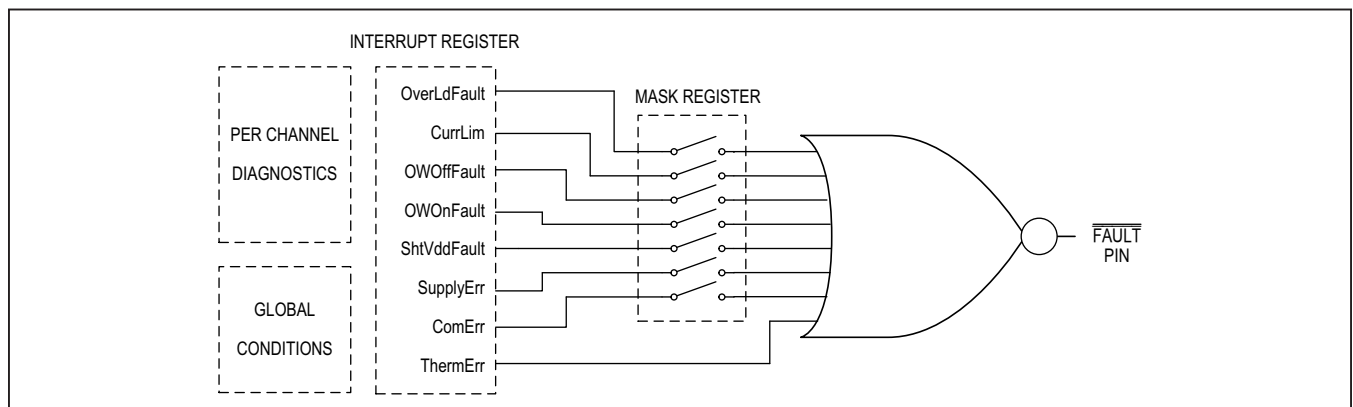 INTERRUPT REGISTER
PER CHANNEL
DIAGNOSTICS
GLOBAL
CONDITIONS
OverLdFault
CurrLim
OWOffFault
OWOnFault
ShtVddFault
SupplyErr
ComErr
ThermErr
MASK REGISTER
FAULT
PIN